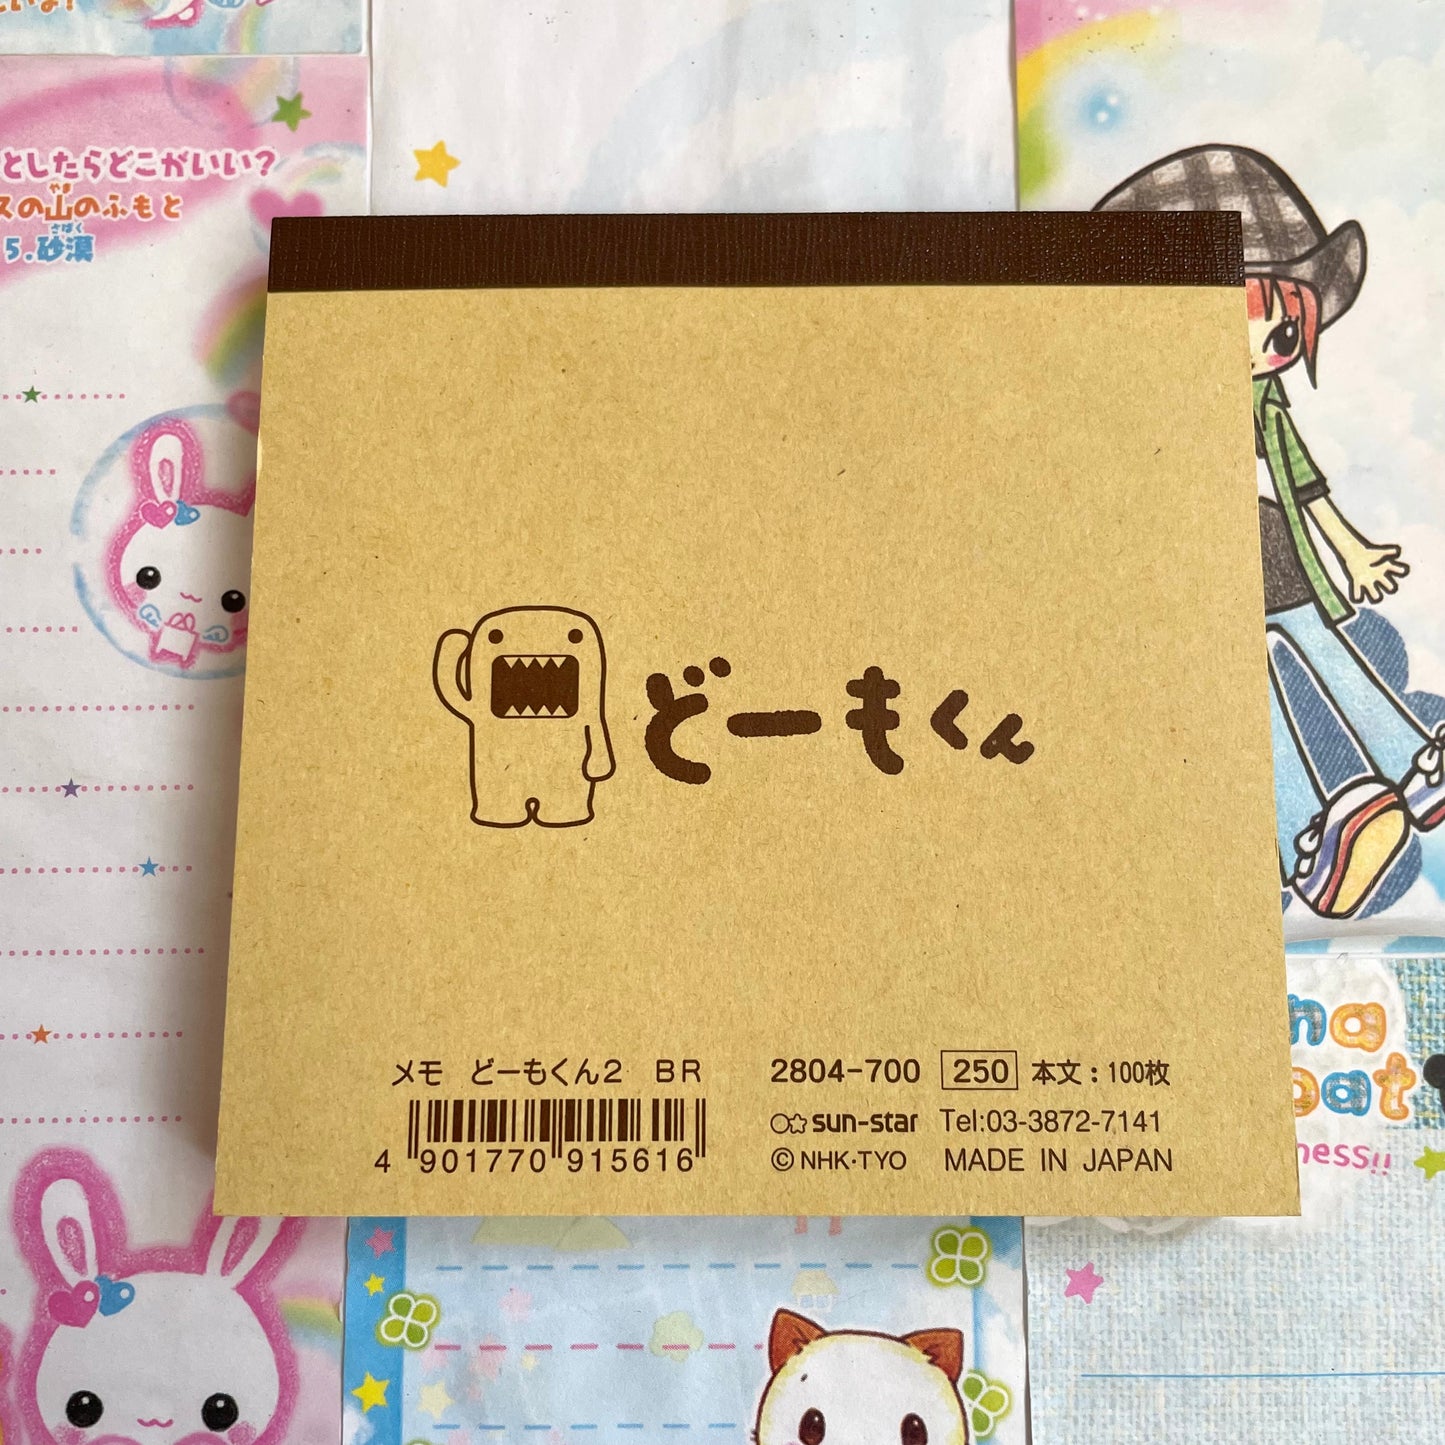 としたらどこがいい?
スの山のふもと
やま
5.砂漠
さばく
どーもくん
メモ どーもくん2 BR
4 901770 915616
2804-700 250 本文:100枚
sun-star Tel:03-3872-7141
©NHK・TYO MADE IN JAPAN